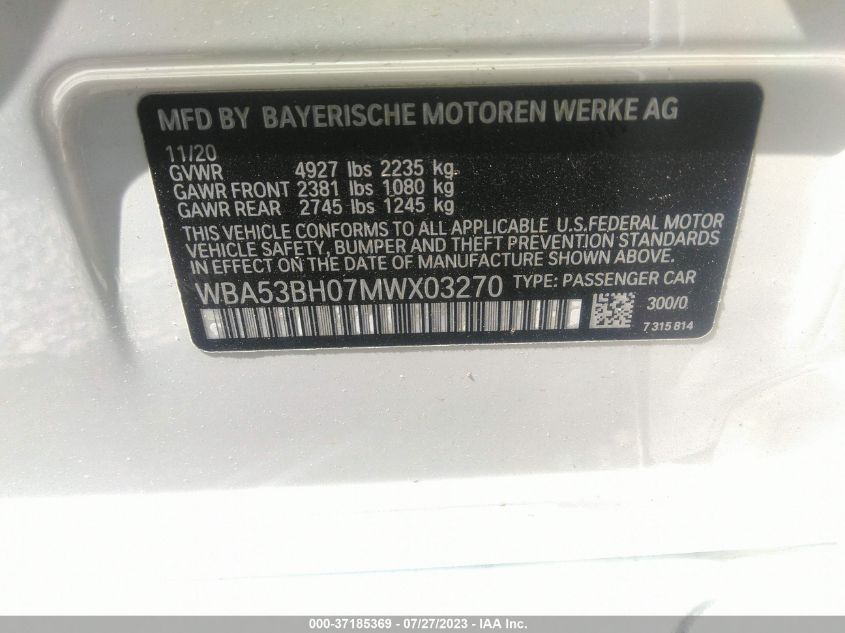 MFD BY BAYERISCHE MOTOREN WERKE AG
11/20
GVWR 4927 lbs 2235 kg
GAWR FRONT 2381 lbs 1080 kg
GAWR REAR 2745 lbs 1245 kg
THIS VEHICLE CONFORMS TO ALL APPLICABLE U.S.FEDERAL MOTOR
VEHICLE SAFETY, BUMPER AND THEFT PREVENTION STANDARDS
IN EFFECT ON THE DATE OF MANUFACTURE SHOWN ABOVE.
WBA53BH07MWX03270 TYPE: PASSENGER CAR
300/0
7 315 814
000-37185369 - 07/27/2023 - IAA Inc.